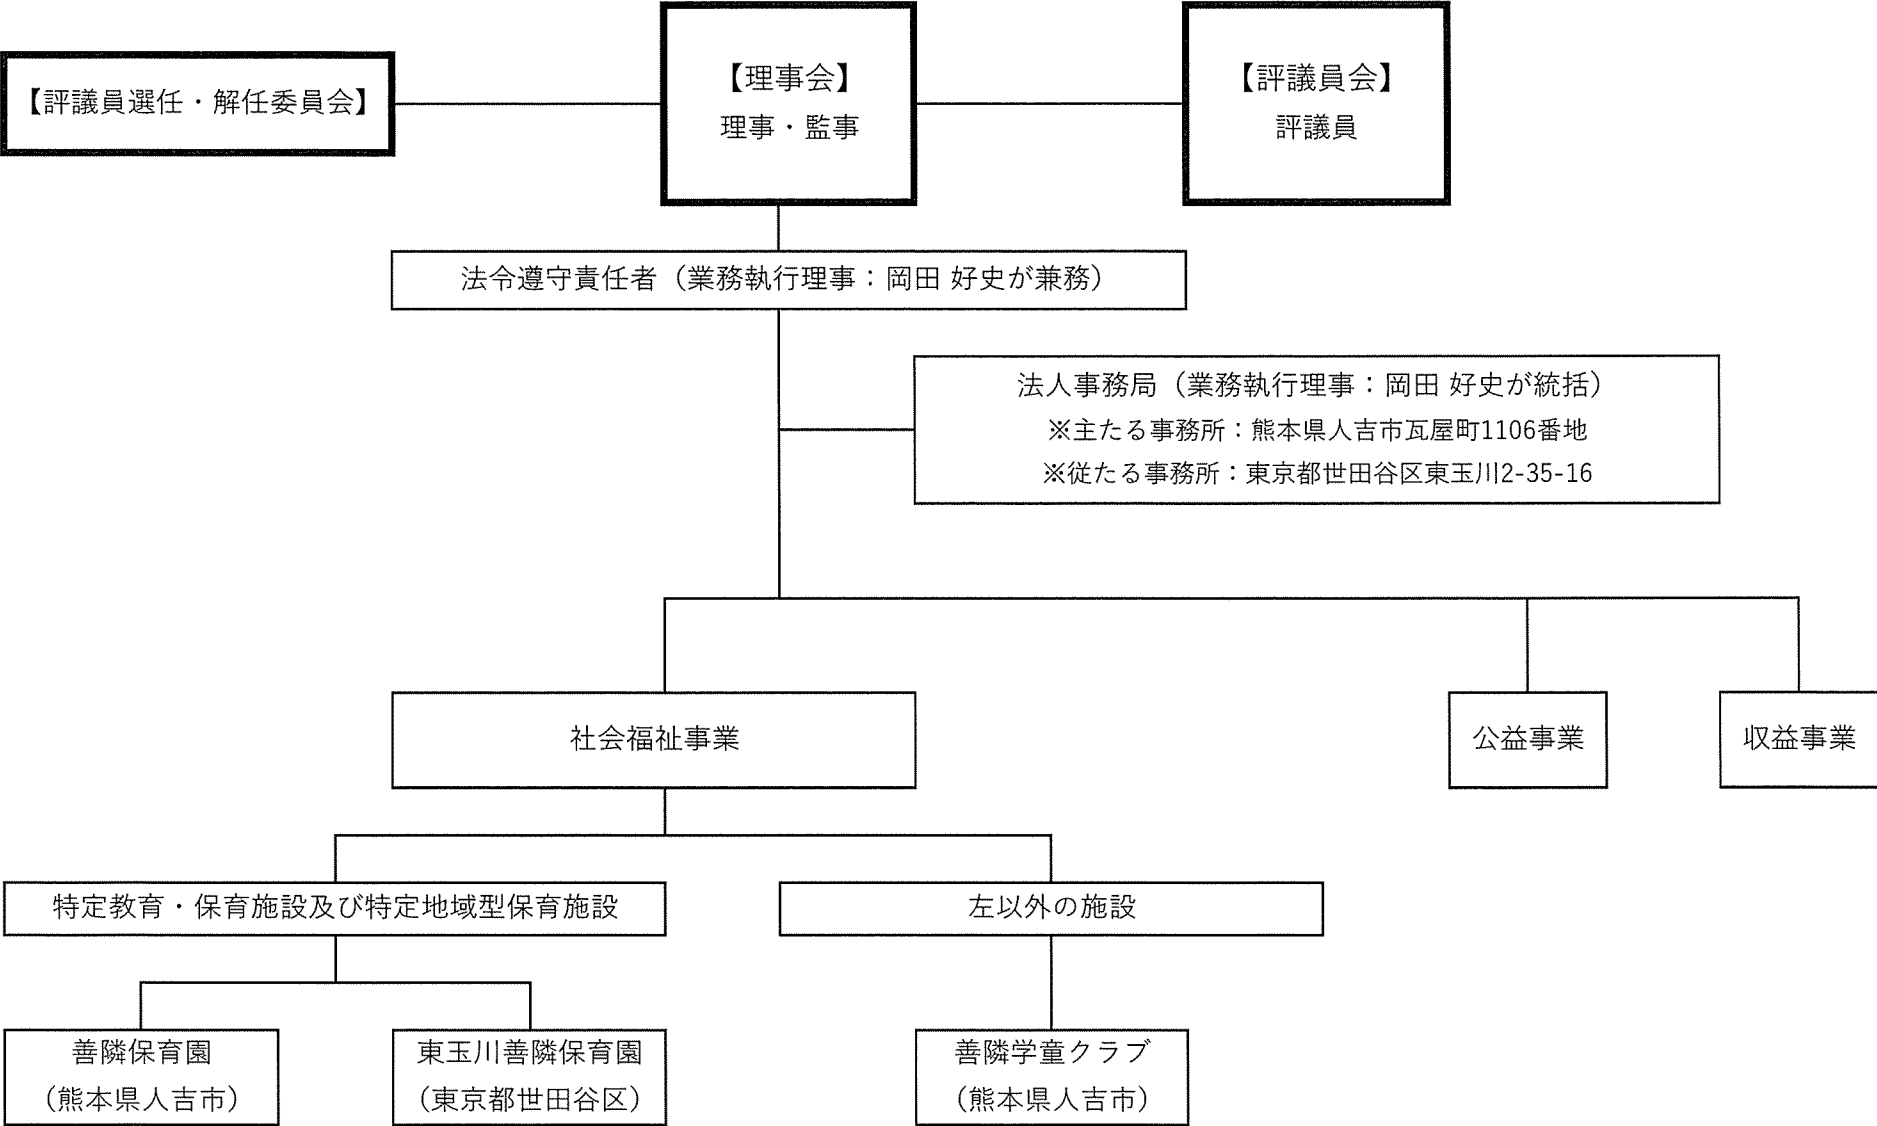 【評議員選任・解任委員会】
【理事会】
理事・監事
【評議員会】
評議員
法令遵守責任者（業務執行理事：岡田 好史が兼務）
法人事務局（業務執行理事：岡田 好史が統括）
※主たる事務所：熊本県人吉市瓦屋町1106番地
※従たる事務所：東京都世田谷区東玉川2-35-16
社会福祉事業
公益事業
収益事業
特定教育・保育施設及び特定地域型保育施設
左以外の施設
善隣保育園
（熊本県人吉市）
東玉川善隣保育園
（東京都世田谷区）
善隣学童クラブ
（熊本県人吉市）